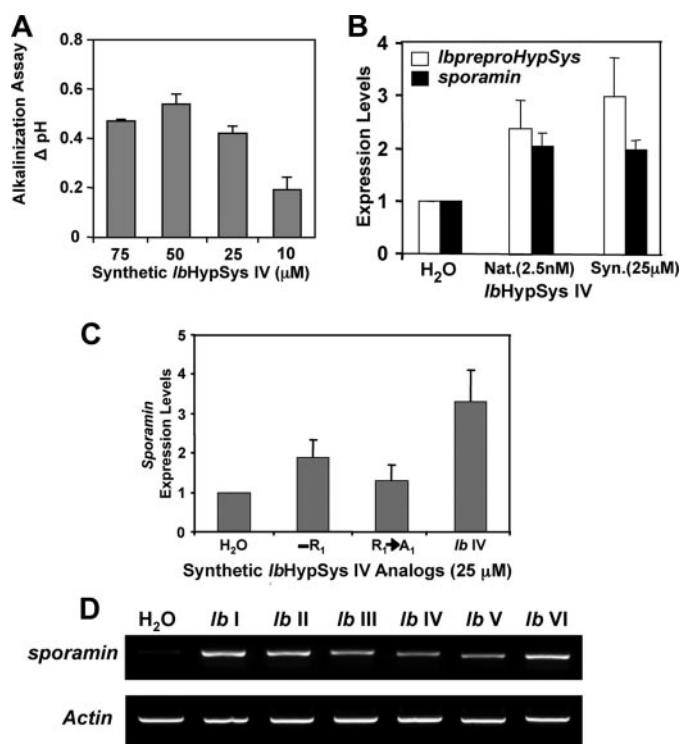 A
Alkalinization Assay
Δ pH
0.8
0.6
0.4
0.2
0
75 50 25 10
Synthetic IbHypSys IV (μM)
B
Expression Levels
4
3
2
1
0
IbpreproHypSys
sporamin
H₂O Nat.(2.5nM) Syn.(25μM)
IbHypSys IV
C
Sporamin
Expression Levels
5
4
3
2
1
0
H₂O –R₁ R₁➔A₁ Ib IV
Synthetic IbHypSys IV Analogs (25 μM)
D
H₂O Ib I Ib II Ib III Ib IV Ib V Ib VI
sporamin
Actin